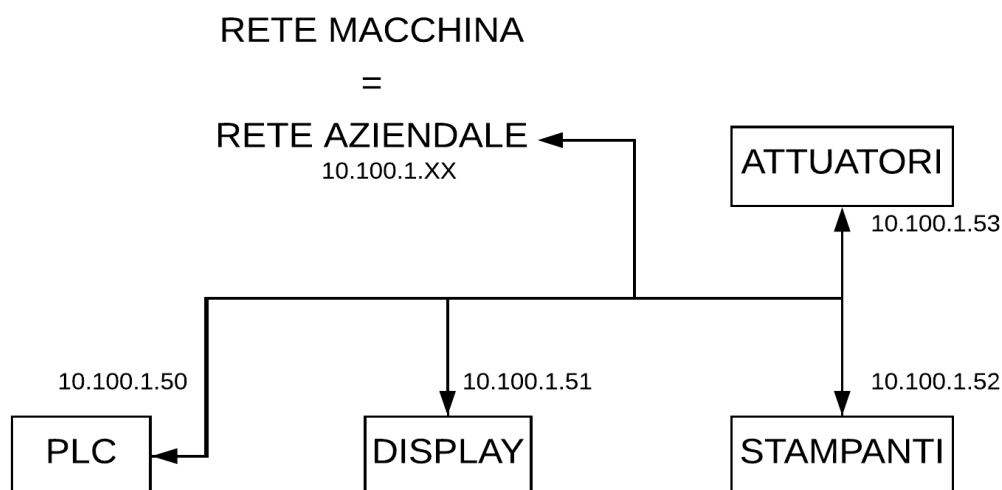 RETE MACCHINA
=
RETE AZIENDALE
10.100.1.XX
ATTUATORI
10.100.1.53
10.100.1.50
10.100.1.51
10.100.1.52
PLC
DISPLAY
STAMPANTI